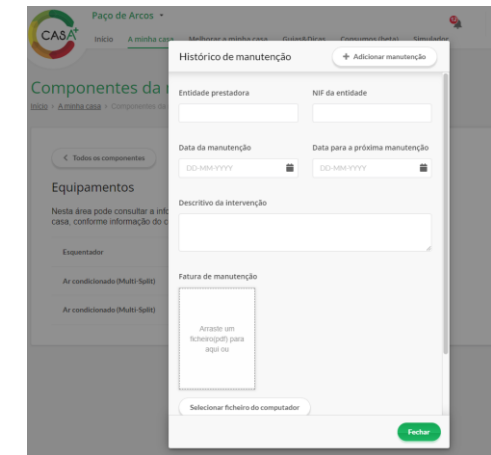 CASA+
Paço de Arcos
Início A minha casa Melhorar a minha casa Guias&Dicas Consumos (beta) Simulador
Componentes da
Início > A minha casa > Componentes da
Todos os componentes
Equipamentos
Nesta área pode consultar a
casa, conforme informação do
Esquentador
Ar condicionado (Multi-Split)
Ar condicionado (Multi-Split)
Histórico de manutenção
+ Adicionar manutenção
Entidade prestadora NIF da entidade
Data da manutenção Data para a próxima manutenção
DD-MM-YYYY DD-MM-YYYY
Descritivo da intervenção
Fatura de manutenção
Arraste um
ficheiro(pdf) para
aqui ou
Selecionar ficheiro do computador
Fechar